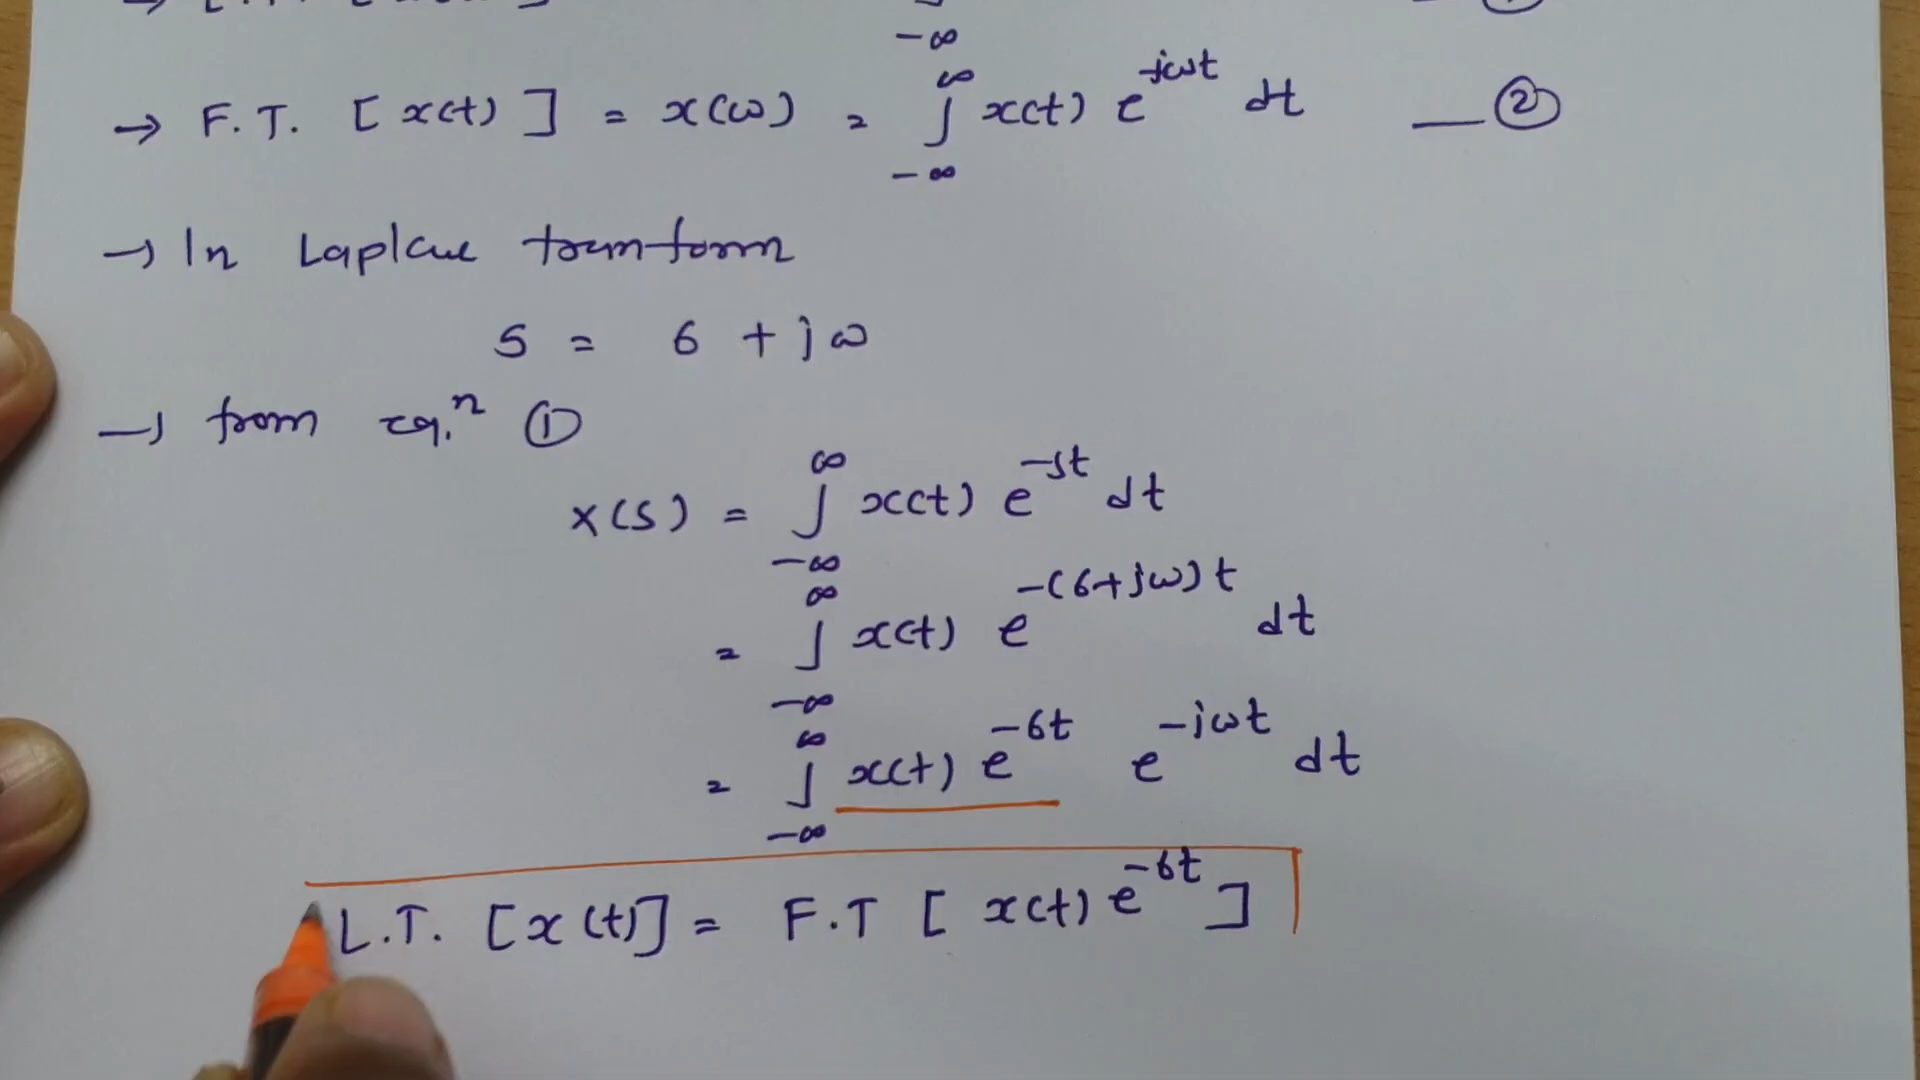 -∞
→ F.T. [x(t)] = x(ω) = ∫_{-∞}^{∞} x(t) e^{-jωt} dt — ②
→ In Laplace transform
s = σ + jω
→ from eq.ⁿ ①
X(s) = ∫_{-∞}^{∞} x(t) e^{-st} dt
= ∫_{-∞}^{∞} x(t) e^{-(σ+jω)t} dt
= ∫_{-∞}^{∞} x(t) e^{-σt} e^{-jωt} dt
L.T. [x(t)] = F.T [x(t) e^{-σt}]